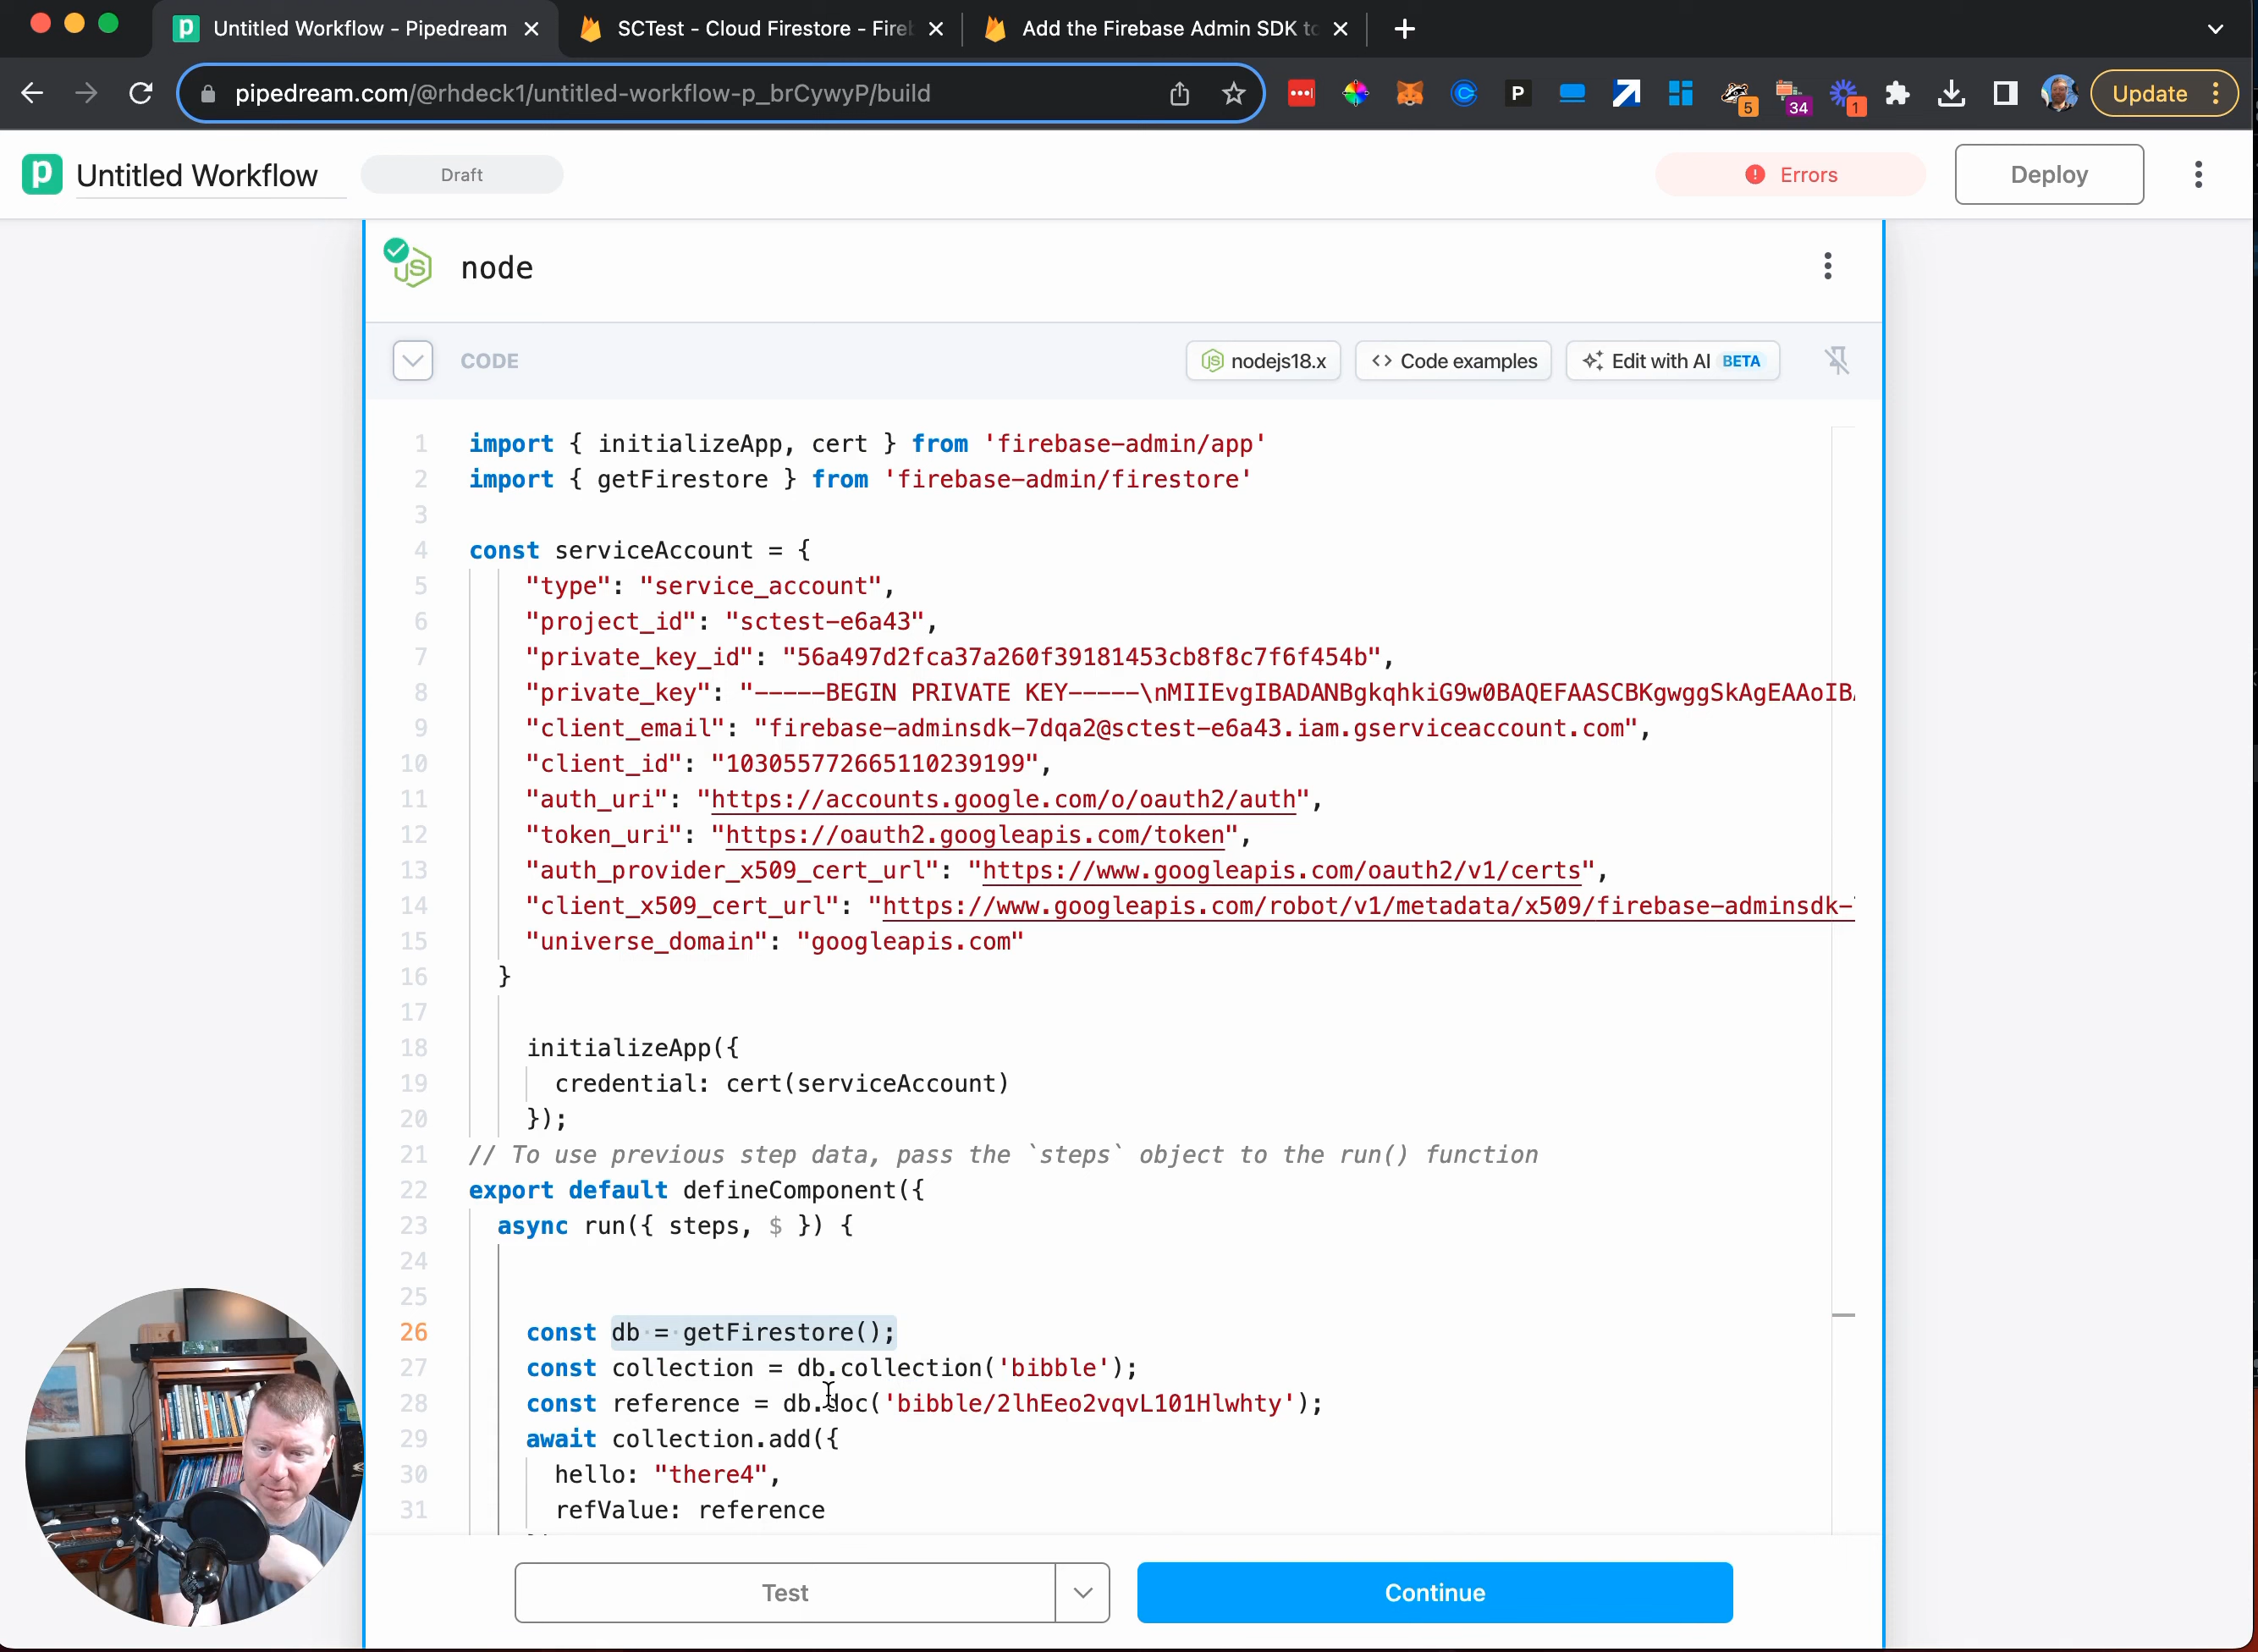 Untitled Workflow - Pipedream
SCTest - Cloud Firestore - Fire
Add the Firebase Admin SDK to
pipedream.com/@rhdeck1/untitled-workflow-p_brCywyP/build
P
5
34
1
Update
p
Untitled Workflow
Draft
Errors
Deploy
JS
node
CODE
JS
nodejs18.x
<> Code examples
Edit with AI BETA
1 import { initializeApp, cert } from 'firebase-admin/app'
2 import { getFirestore } from 'firebase-admin/firestore'
3
4 const serviceAccount = {
5 "type": "service_account",
6 "project_id": "sctest-e6a43",
7 "private_key_id": "56a497d2fca37a260f39181453cb8f8c7f6f454b",
8 "private_key": "-----BEGIN PRIVATE KEY-----\nMIIEvgIBADANBgkqhkiG9w0BAQEFAASCBKgwggSkAgEAAoIBA
9 "client_email": "firebase-adminsdk-7dqa2@sctest-e6a43.iam.gserviceaccount.com",
10 "client_id": "103055772665110239199",
11 "auth_uri": "https://accounts.google.com/o/oauth2/auth",
12 "token_uri": "https://oauth2.googleapis.com/token",
13 "auth_provider_x509_cert_url": "https://www.googleapis.com/oauth2/v1/certs",
14 "client_x509_cert_url": "https://www.googleapis.com/robot/v1/metadata/x509/firebase-adminsdk-
15 "universe_domain": "googleapis.com"
16 }
17
18 initializeApp({
19 credential: cert(serviceAccount)
20 });
21 // To use previous step data, pass the `steps` object to the run() function
22 export default defineComponent({
23 async run({ steps, $ }) {
24
25
26 const db = getFirestore();
27 const collection = db.collection('bibble');
28 const reference = db.doc('bibble/2lhEeo2vqvL101Hlwhty');
29 await collection.add({
30 hello: "there4",
31 refValue: reference
Test
Continue